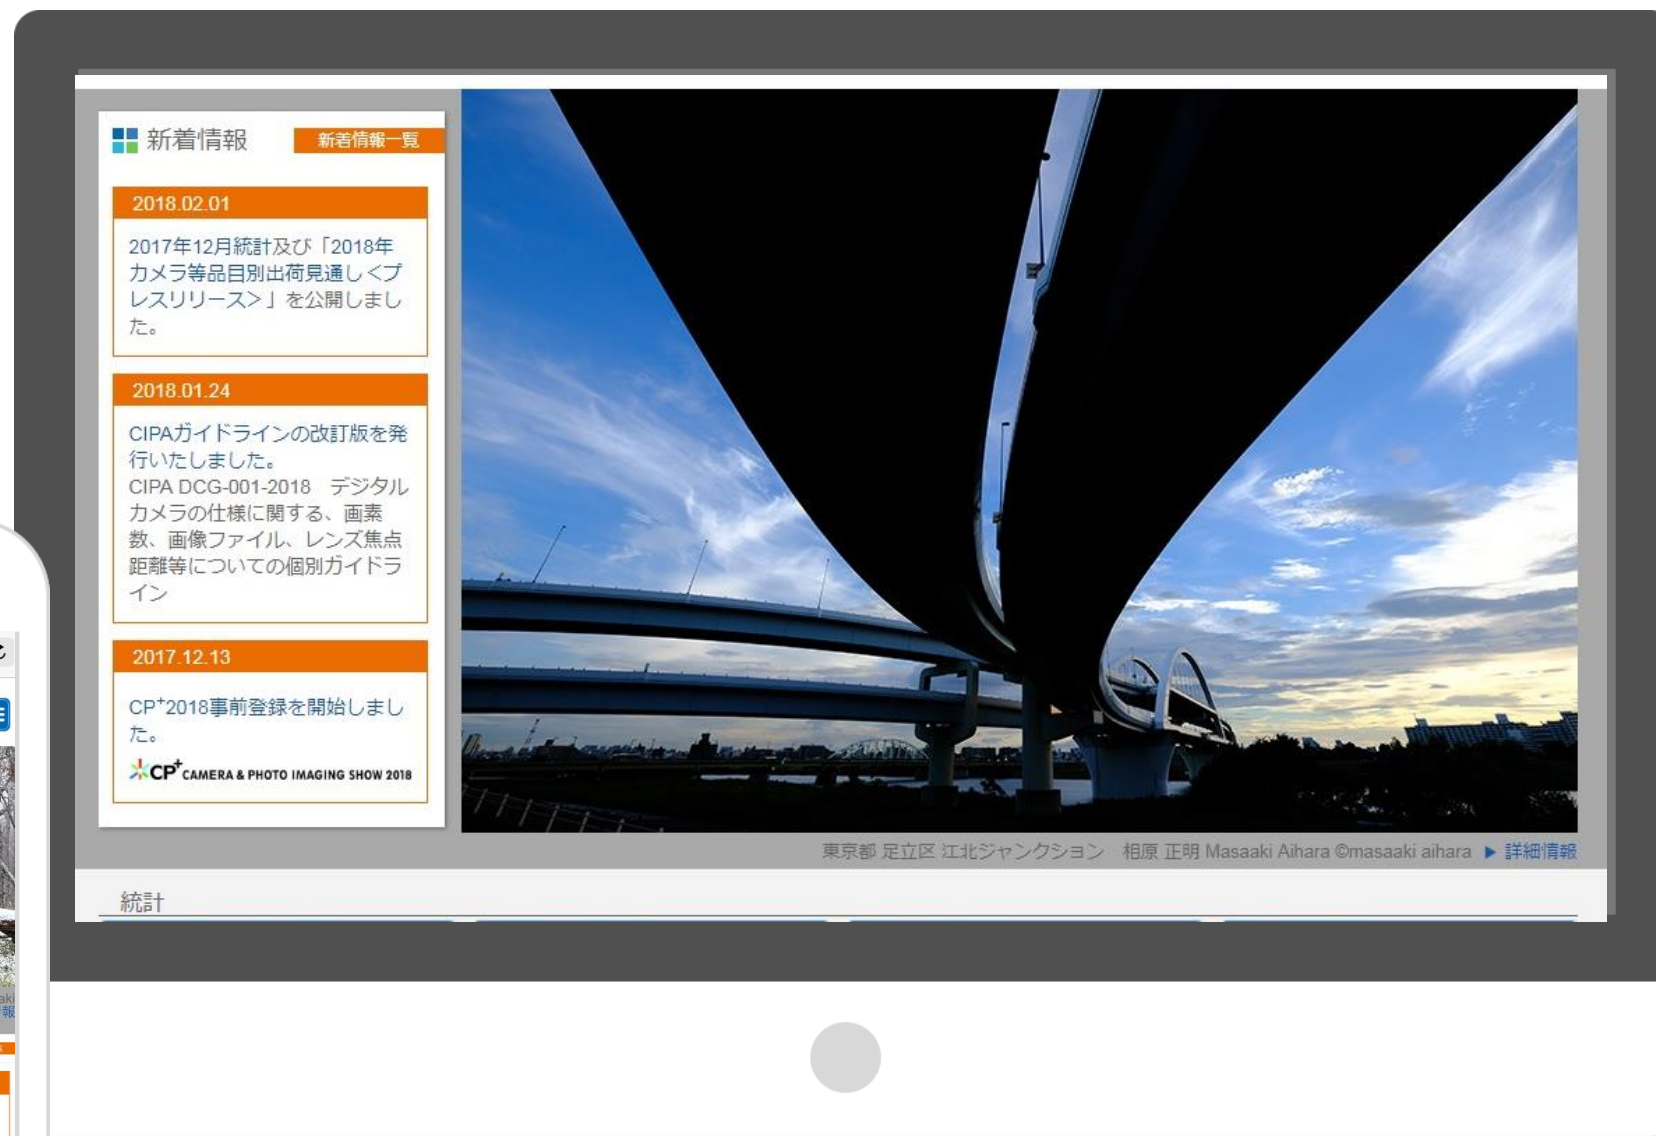 新着情報
新着情報一覧
2018.02.01
2017年12月統計及び「2018年
カメラ等品目別出荷見通し＜プ
レスリリース＞」を公開しまし
た。
2018.01.24
CIPAガイドラインの改訂版を発
行いたしました。
CIPA DCG-001-2018　デジタル
カメラの仕様に関する、画素
数、画像ファイル、レンズ焦点
距離等についての個別ガイドラ
イン
2017.12.13
CP+2018事前登録を開始しまし
た。
CP+ CAMERA & PHOTO IMAGING SHOW 2018
東京都 足立区 江北ジャンクション　相原 正明 Masaaki Aihara ©masaaki aihara ▶ 詳細情報
統計
aki
報